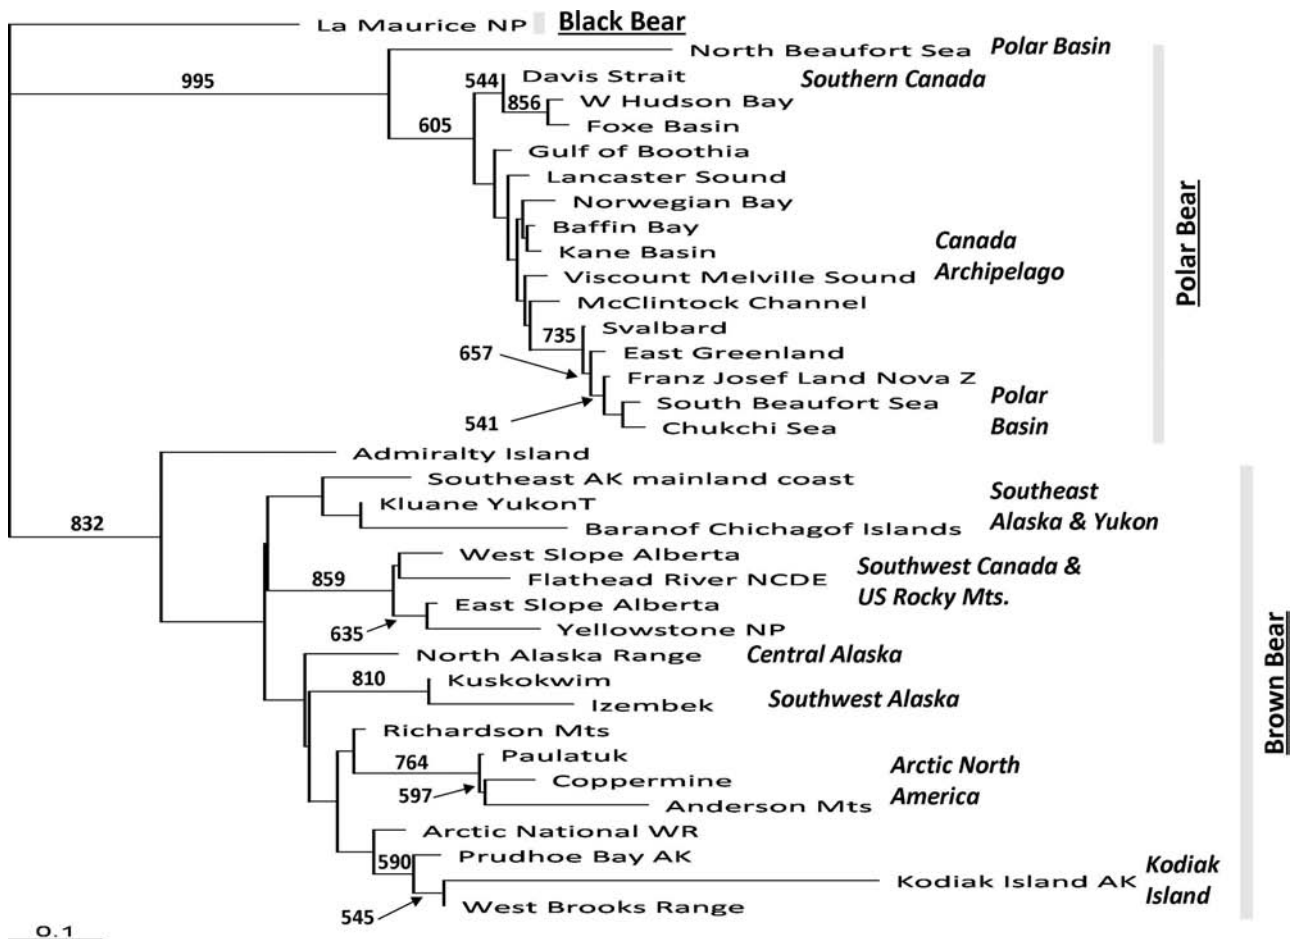 La Maurice NP Black Bear
North Beaufort Sea Polar Basin
995
544 Davis Strait Southern Canada
856 W Hudson Bay
605 Foxe Basin
Gulf of Boothia
Lancaster Sound
Norwegian Bay
Baffin Bay
Kane Basin
Canada
Archipelago
Viscount Melville Sound
McClintock Channel
Polar Bear
735 Svalbard
657 East Greenland
Franz Josef Land Nova Z
541 South Beaufort Sea
Chukchi Sea
Polar
Basin
Admiralty Island
Southeast AK mainland coast
Kluane YukonT
832 Baranof Chichagof Islands
Southeast
Alaska & Yukon
West Slope Alberta
859 Flathead River NCDE
Southwest Canada &
US Rocky Mts.
East Slope Alberta
635 Yellowstone NP
North Alaska Range Central Alaska
810 Kuskokwim
Izembek Southwest Alaska
Brown Bear
Richardson Mts
764 Paulatuk
Coppermine
597 Anderson Mts
Arctic North
America
Arctic National WR
590 Prudhoe Bay AK
Kodiak Island AK
Kodiak
Island
545 West Brooks Range
0.1